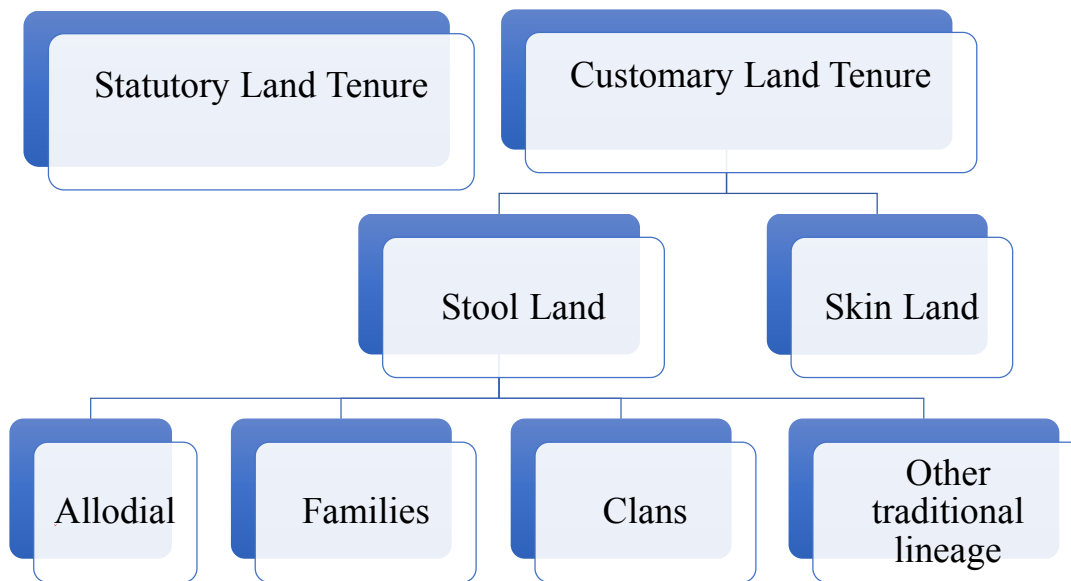 Statutory Land Tenure
Customary Land Tenure
Stool Land
Skin Land
Allodial
Families
Clans
Other
traditional
lineage